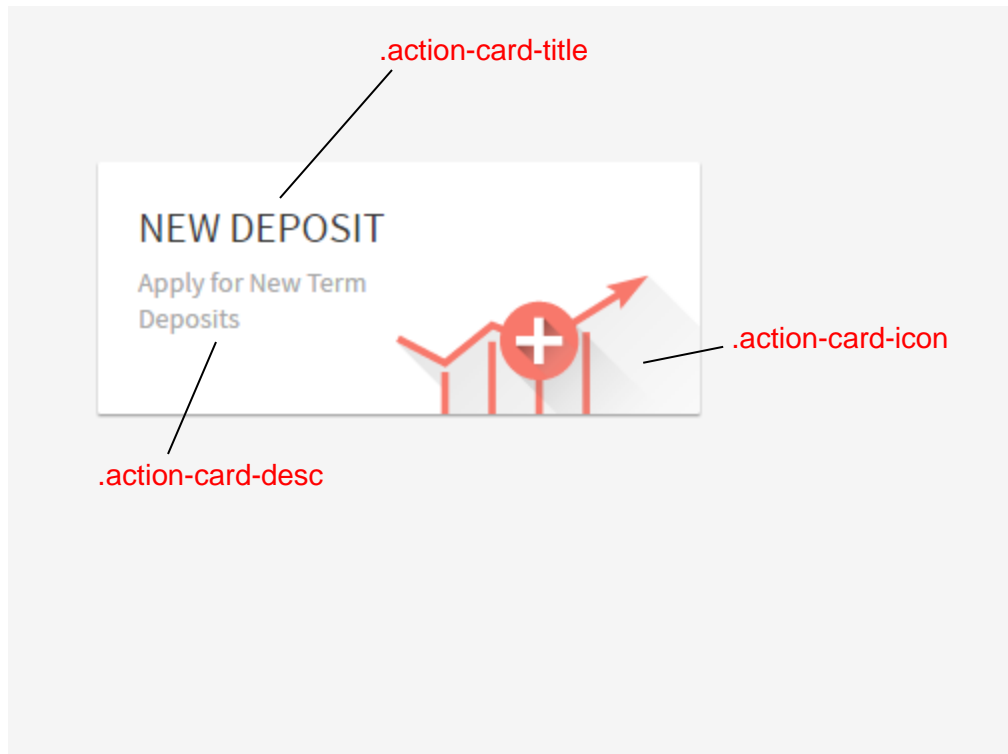 .action-card-title
NEW DEPOSIT
Apply for New Term
Deposits
.action-card-icon
.action-card-desc